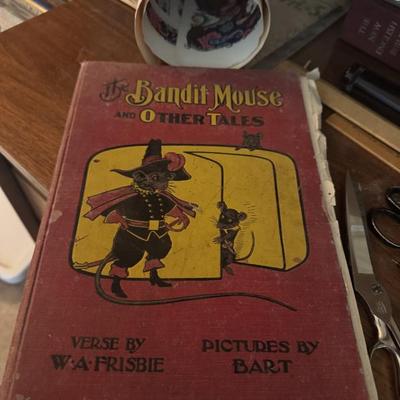 The Bandit Mouse
AND OTHER TALES
VERSE BY
W·A·FRISBIE
PICTURES BY
BART